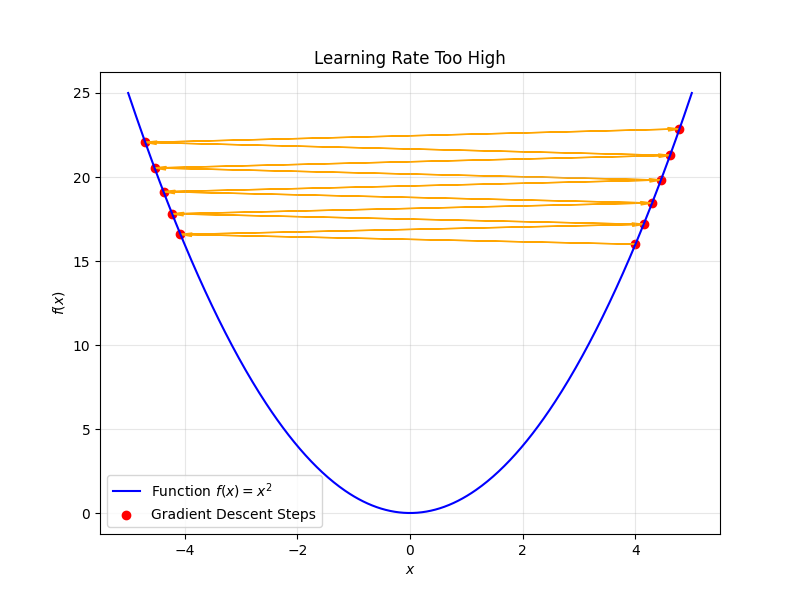 Learning Rate Too High
25
20
15
10
5
0
f(x)
Function f(x) = x²
Gradient Descent Steps
−4
−2
0
2
4
x